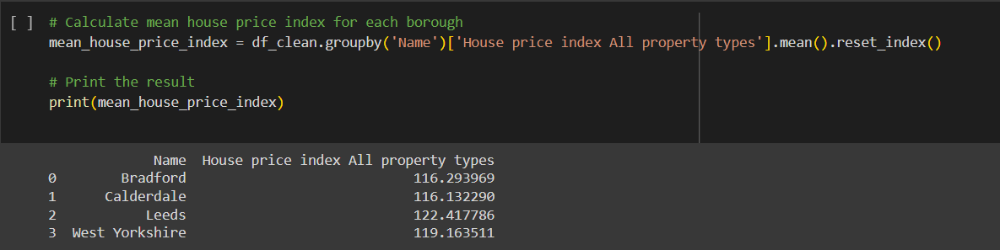 [ ] # Calculate mean house price index for each borough
mean_house_price_index = df_clean.groupby('Name')['House price index All property types'].mean().reset_index()
# Print the result
print(mean_house_price_index)
Name House price index All property types
0 Bradford 116.293969
1 Calderdale 116.132290
2 Leeds 122.417786
3 West Yorkshire 119.163511